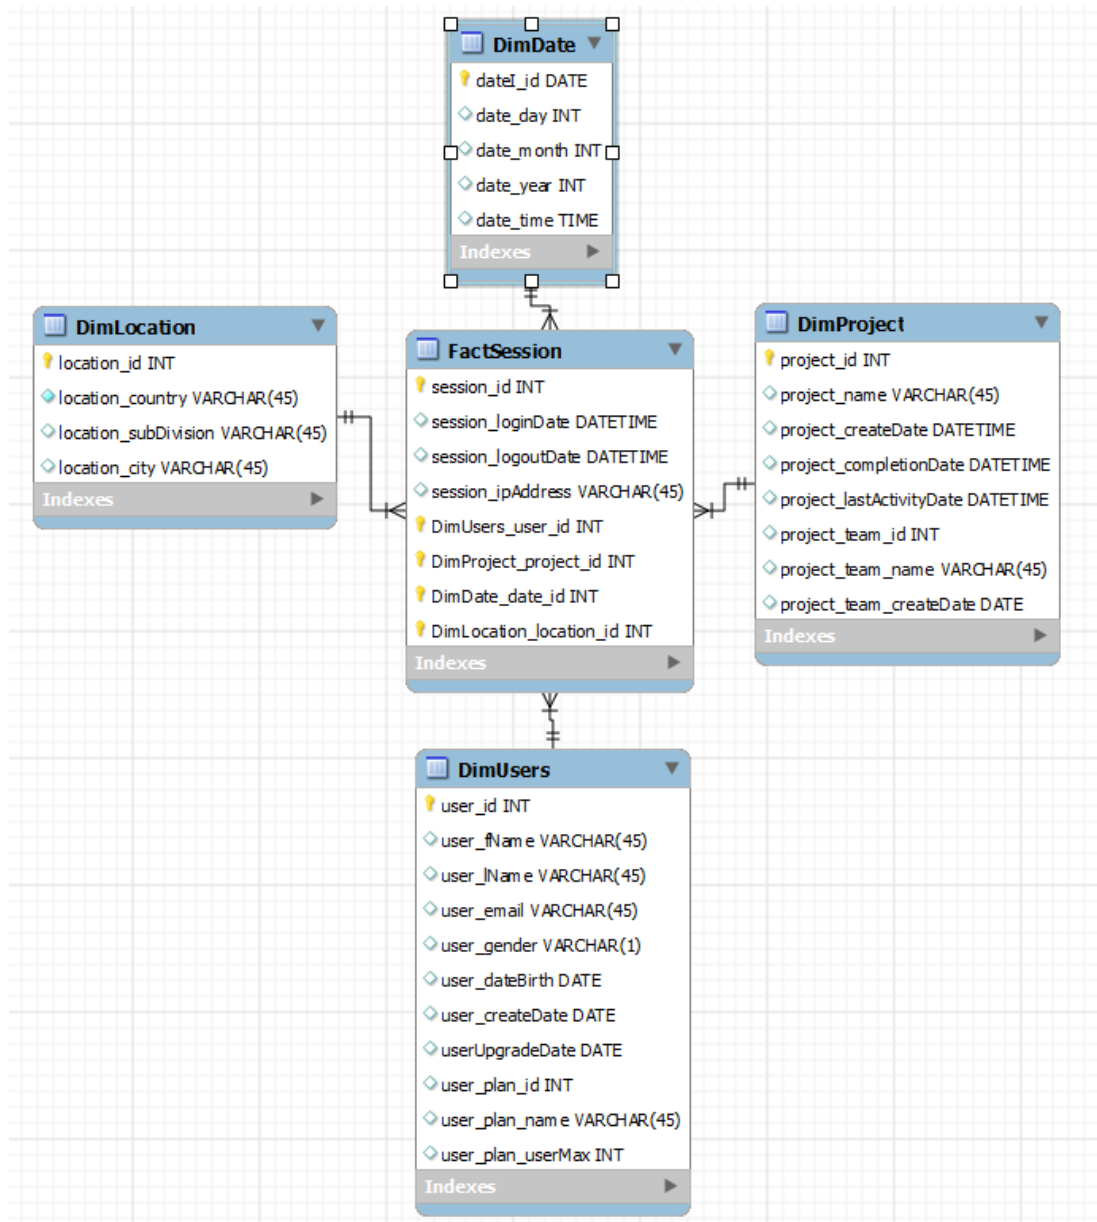 DimDate
dateI_id DATE
date_day INT
date_month INT
date_year INT
date_time TIME
Indexes
DimLocation
location_id INT
location_country VARCHAR(45)
location_subDivision VARCHAR(45)
location_city VARCHAR(45)
Indexes
FactSession
session_id INT
session_loginDate DATETIME
session_logoutDate DATETIME
session_ipAddress VARCHAR(45)
DimUsers_user_id INT
DimProject_project_id INT
DimDate_date_id INT
DimLocation_location_id INT
Indexes
DimProject
project_id INT
project_name VARCHAR(45)
project_createDate DATETIME
project_completionDate DATETIME
project_lastActivityDate DATETIME
project_team_id INT
project_team_name VARCHAR(45)
project_team_createDate DATE
Indexes
DimUsers
user_id INT
user_fName VARCHAR(45)
user_lName VARCHAR(45)
user_email VARCHAR(45)
user_gender VARCHAR(1)
user_dateBirth DATE
user_createDate DATE
userUpgradeDate DATE
user_plan_id INT
user_plan_name VARCHAR(45)
user_plan_userMax INT
Indexes